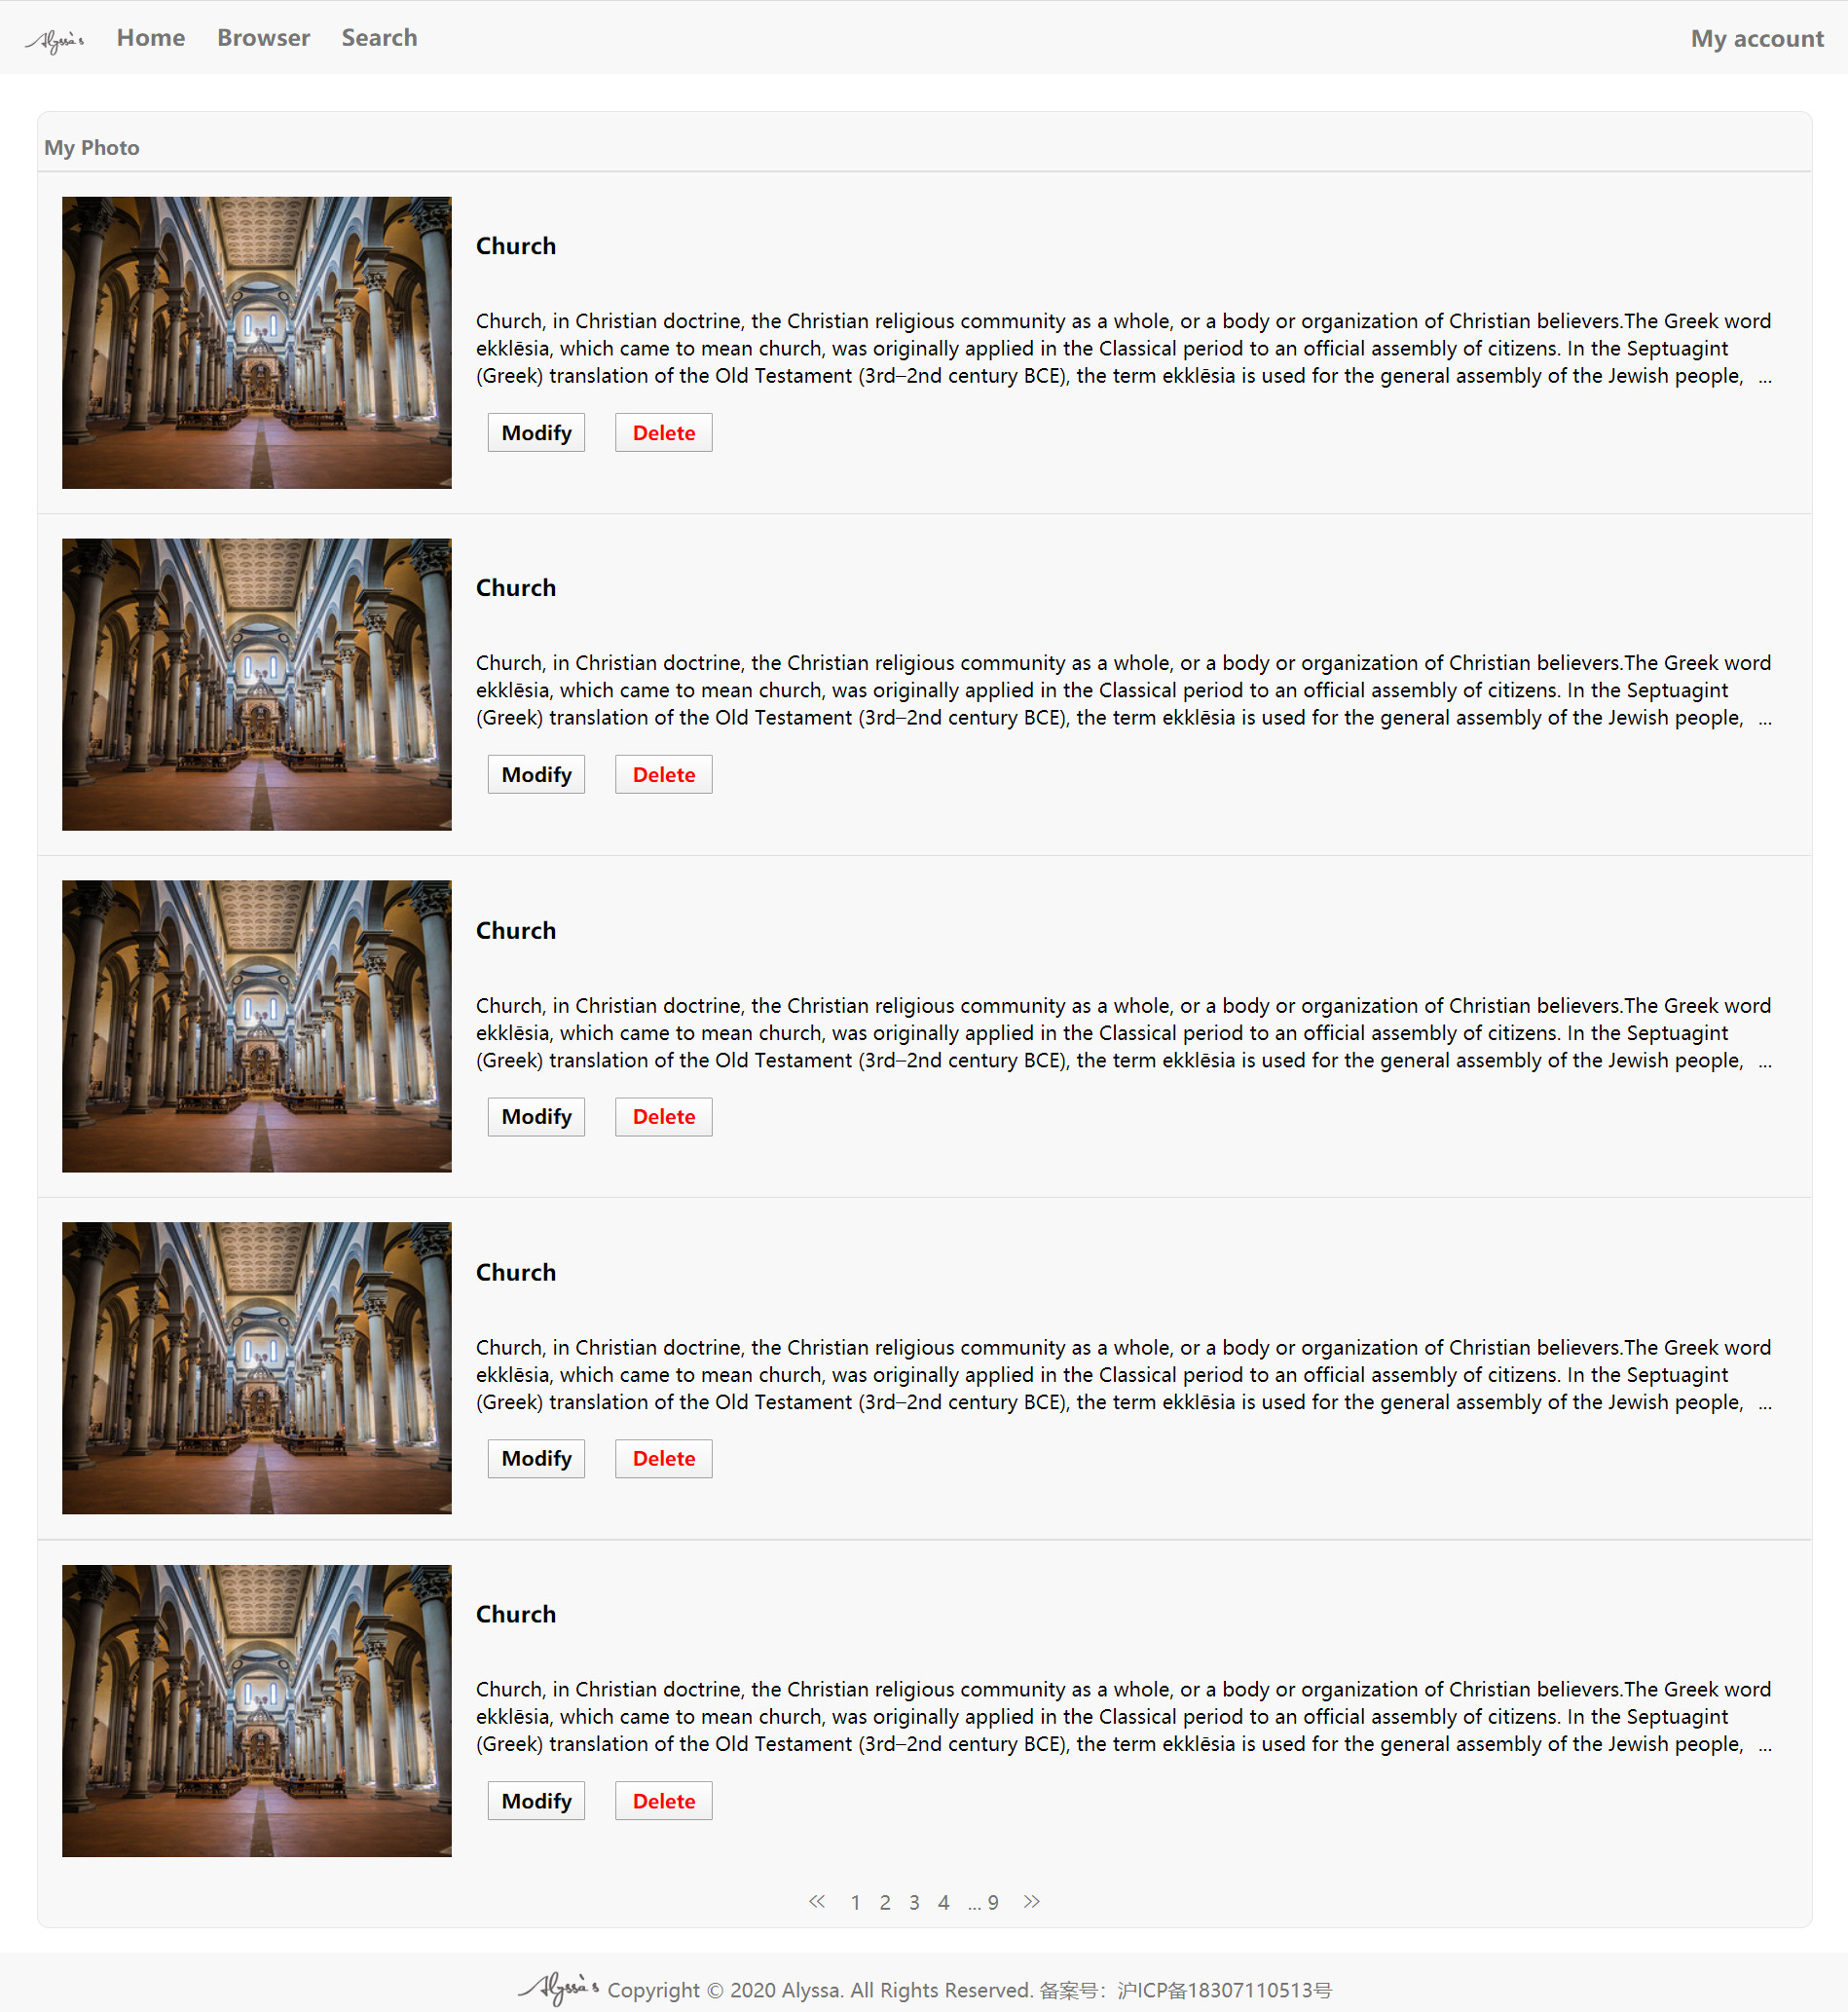 Alyssa's Home Browser Search My account
My Photo
Church
Church, in Christian doctrine, the Christian religious community as a whole, or a body or organization of Christian believers.The Greek word
ekklēsia, which came to mean church, was originally applied in the Classical period to an official assembly of citizens. In the Septuagint
(Greek) translation of the Old Testament (3rd–2nd century BCE), the term ekklēsia is used for the general assembly of the Jewish people, ...
Modify Delete
Church
Church, in Christian doctrine, the Christian religious community as a whole, or a body or organization of Christian believers.The Greek word
ekklēsia, which came to mean church, was originally applied in the Classical period to an official assembly of citizens. In the Septuagint
(Greek) translation of the Old Testament (3rd–2nd century BCE), the term ekklēsia is used for the general assembly of the Jewish people, ...
Modify Delete
Church
Church, in Christian doctrine, the Christian religious community as a whole, or a body or organization of Christian believers.The Greek word
ekklēsia, which came to mean church, was originally applied in the Classical period to an official assembly of citizens. In the Septuagint
(Greek) translation of the Old Testament (3rd–2nd century BCE), the term ekklēsia is used for the general assembly of the Jewish people, ...
Modify Delete
Church
Church, in Christian doctrine, the Christian religious community as a whole, or a body or organization of Christian believers.The Greek word
ekklēsia, which came to mean church, was originally applied in the Classical period to an official assembly of citizens. In the Septuagint
(Greek) translation of the Old Testament (3rd–2nd century BCE), the term ekklēsia is used for the general assembly of the Jewish people, ...
Modify Delete
Church
Church, in Christian doctrine, the Christian religious community as a whole, or a body or organization of Christian believers.The Greek word
ekklēsia, which came to mean church, was originally applied in the Classical period to an official assembly of citizens. In the Septuagint
(Greek) translation of the Old Testament (3rd–2nd century BCE), the term ekklēsia is used for the general assembly of the Jewish people, ...
Modify Delete
« 1 2 3 4 ... 9 »
Alyssa's Copyright © 2020 Alyssa. All Rights Reserved. 备案号：沪ICP备18307110513号